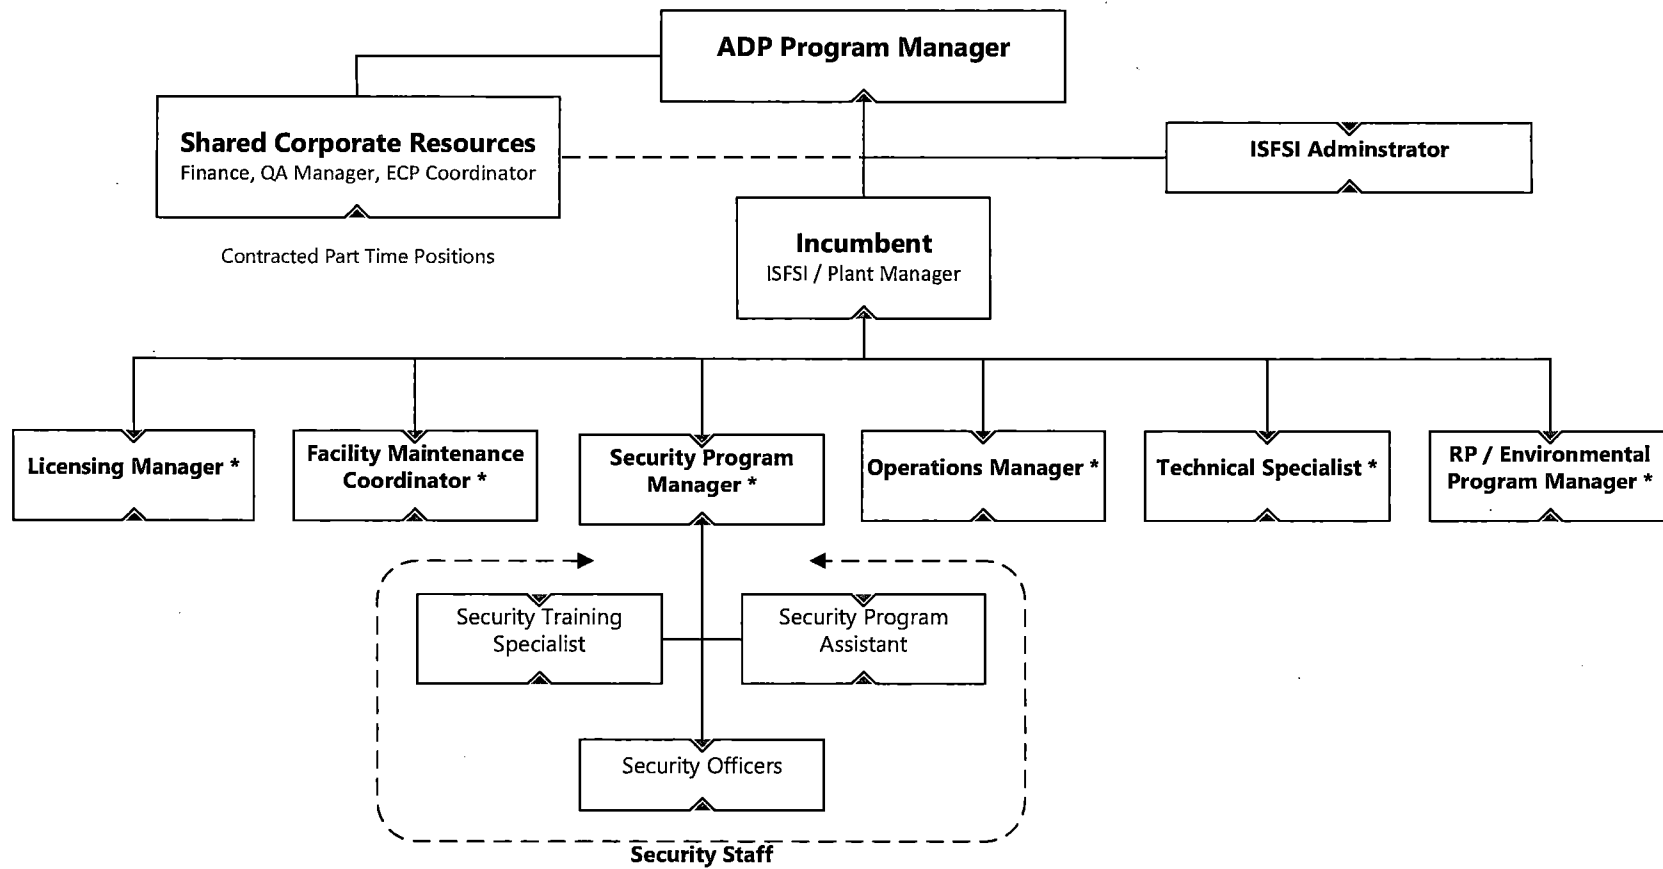 ADP Program Manager
Shared Corporate Resources
Finance, QA Manager, ECP Coordinator
ISFSI Adminstrator
Contracted Part Time Positions
Incumbent
ISFSI / Plant Manager
Licensing Manager *
Facility Maintenance
Coordinator *
Security Program
Manager *
Operations Manager *
Technical Specialist *
RP / Environmental
Program Manager *
Security Training
Specialist
Security Program
Assistant
Security Officers
Security Staff